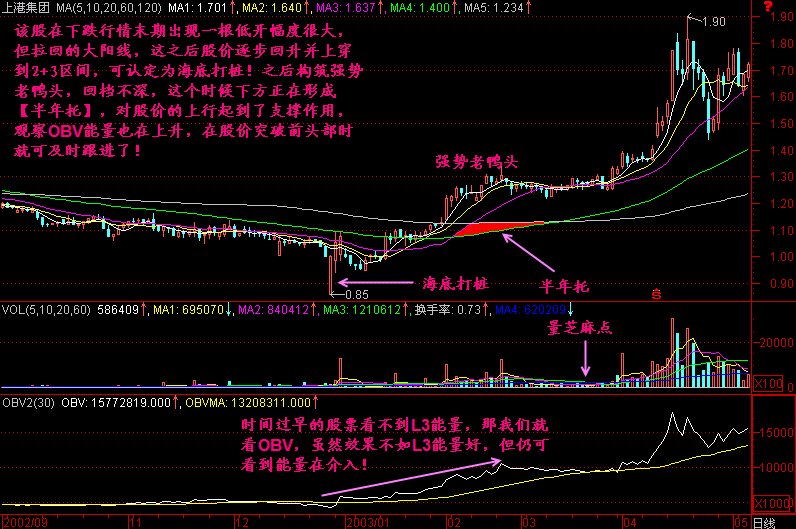 上港集团 MA(5,10,20,60,120) MA1: 1.701↑, MA2: 1.640↑, MA3: 1.637↑, MA4: 1.400↑, MA5: 1.234↑
该股在下跌行情末期出现一根低开幅度很大，
但拉回的大阳线，这之后股价逐步回升并上穿
到2+3区间，可认定为海底打桩！之后构筑强势
老鸭头，回档不深，这个时候下方正在形成
【半年托】，对股价的上行起到了支撑作用，
观察OBV能量也在上升，在股价突破前头部时
就可及时跟进了！
1.90
强势老鸭头
海底打桩
半年托
0.85
1.90
1.80
1.70
1.60
1.50
1.40
1.30
1.20
1.10
1.00
0.90
VOL(5,10,20,60) 586409↑, MA1: 695070↓, MA2: 840412↑, MA3: 1210612↑, 换手率: 0.73↑, MA4: 820209↓
量芝麻点
20000
10000
X100
OBV2(30) OBV: 15772819.000↑, OBVMA: 13208311.000↑
时间过早的股票看不到L3能量，那我们就
看OBV，虽然效果不如L3能量好，但仍可
看到能量在介入！
15000
10000
X1000
2002/09 11 12 2003/01 02 03 04 05 日线